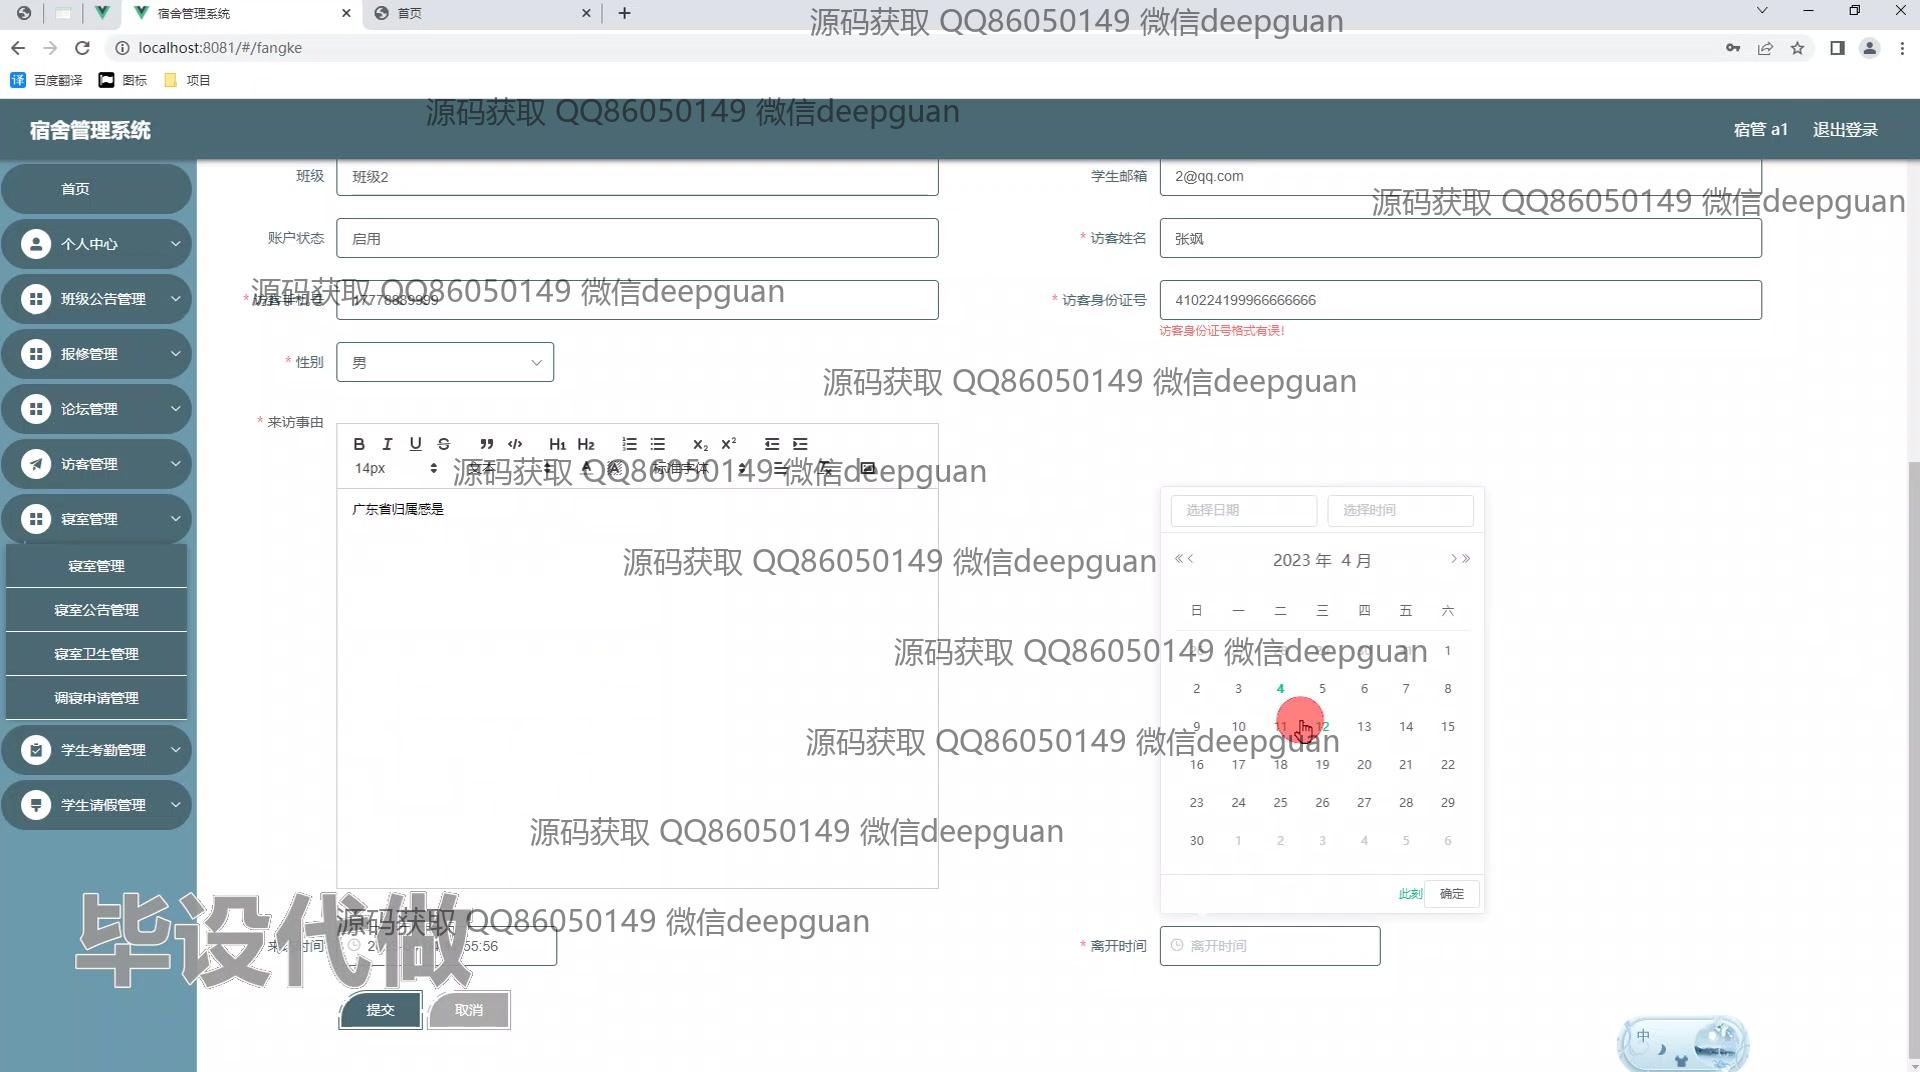 宿舍管理系统
首页
源码获取 QQ86050149 微信deepguan
localhost:8081/#/fangke
译 百度翻译 图标 项目
源码获取 QQ86050149 微信deepguan
宿舍管理系统
宿管 a1 退出登录
首页
个人中心
班级公告管理
报修管理
论坛管理
访客管理
寝室管理
寝室管理
寝室公告管理
寝室卫生管理
调寝申请管理
学生考勤管理
学生请假管理
班级 班级2
学生邮箱 2@qq.com
源码获取 QQ86050149 微信deepguan
账户状态 启用
* 访客姓名 张飒
源码获取 QQ86050149 微信deepguan
* 访客身份证号 410224199966666666
访客身份证号格式有误!
* 性别 男
源码获取 QQ86050149 微信deepguan
* 来访事由
B I U S H1 H2 X2 X2
14px 文本 标准字体
源码获取 QQ86050149 微信deepguan
广东省归属感是
选择日期 选择时间
源码获取 QQ86050149 微信deepguan
2023 年 4 月
日 一 二 三 四 五 六
源码获取 QQ86050149 微信deepguan
1
2 3 4 5 6 7 8
9 10 11 12 13 14 15
源码获取 QQ86050149 微信deepguan
16 17 18 19 20 21 22
23 24 25 26 27 28 29
30 1 2 3 4 5 6
源码获取 QQ86050149 微信deepguan
此刻 确定
毕设代做
源码获取 QQ86050149 微信deepguan
55:56
* 离开时间 离开时间
提交 取消
中